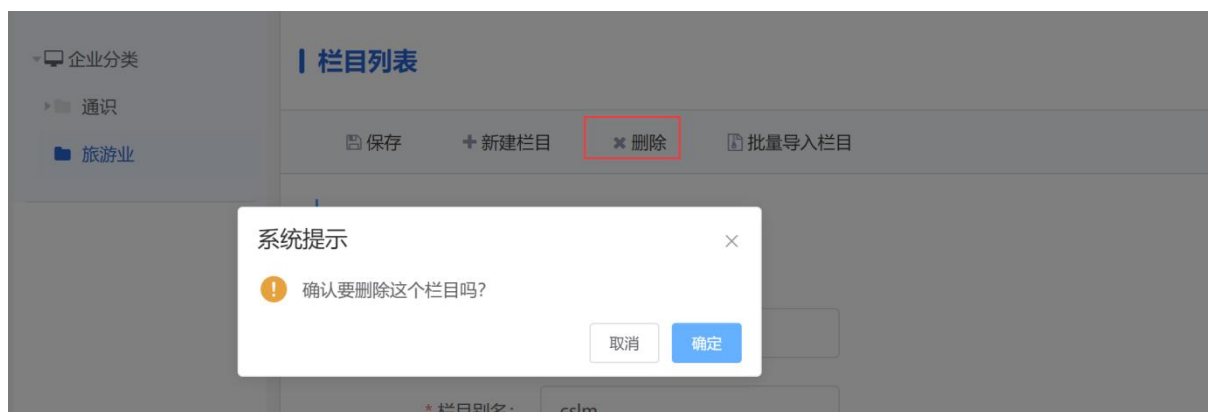 企业分类
通识
旅游业
栏目列表
保存 新建栏目 删除 批量导入栏目
系统提示
确认要删除这个栏目吗?
取消 确定
* 栏目别名: cslm